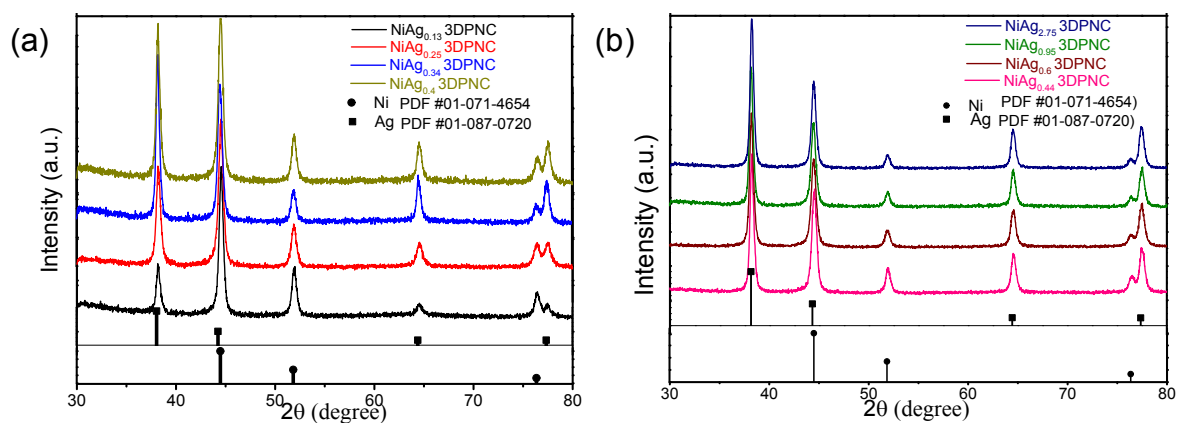 (a)
NiAg0.13 3DPNC
NiAg0.25 3DPNC
NiAg0.34 3DPNC
NiAg0.4 3DPNC
Ni PDF #01-071-4654
Ag PDF #01-087-0720
Intensity (a.u.)
30 40 50 60 70 80
2θ (degree)
(b)
NiAg2.75 3DPNC
NiAg0.95 3DPNC
NiAg0.6 3DPNC
NiAg0.44 3DPNC
Ni PDF #01-071-4654)
Ag PDF #01-087-0720)
Intensity (a.u.)
30 40 50 60 70 80
2θ (degree)